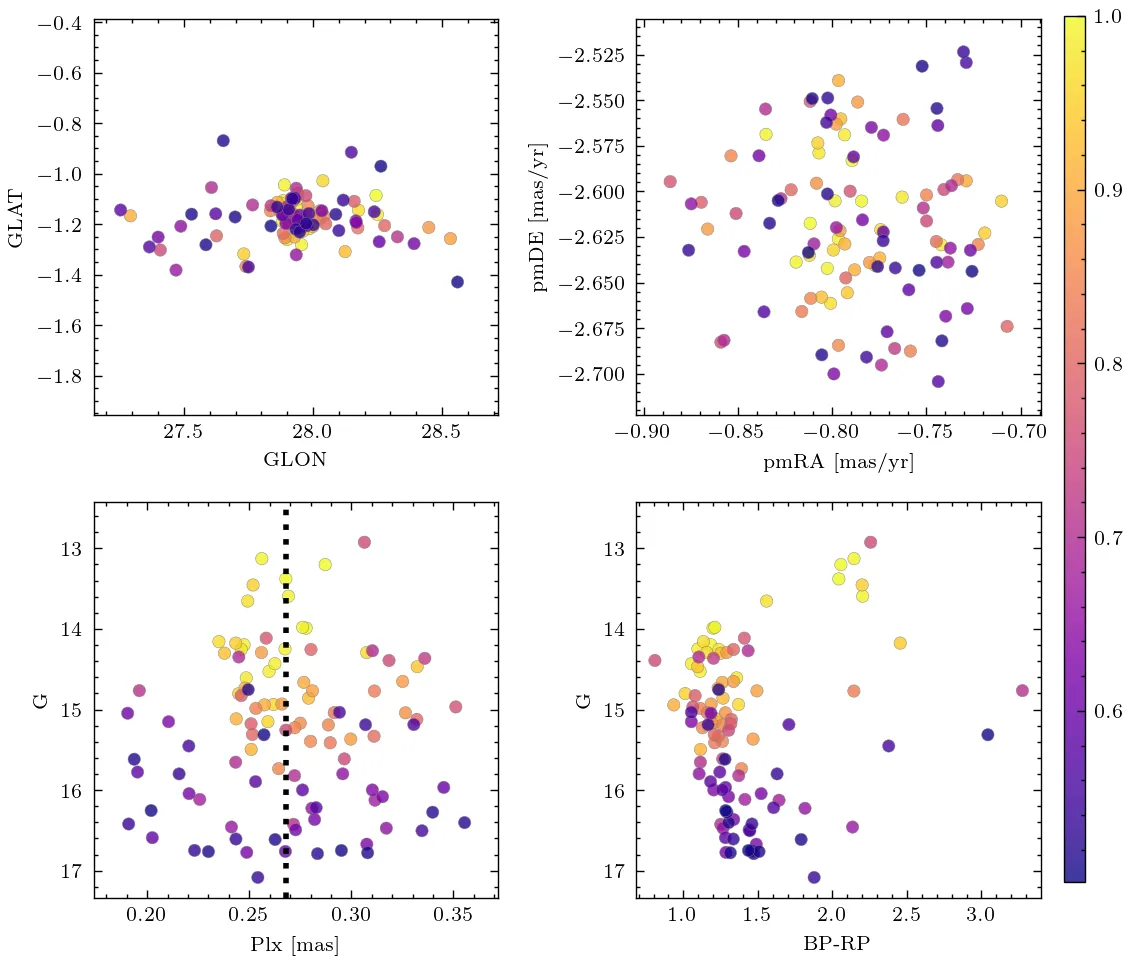 −0.4
−0.6
−0.8
−1.0
−1.2
−1.4
−1.6
−1.8
GLAT
27.5 28.0 28.5
GLON
−2.525
−2.550
−2.575
−2.600
−2.625
−2.650
−2.675
−2.700
pmDE [mas/yr]
−0.90 −0.85 −0.80 −0.75 −0.70
pmRA [mas/yr]
13
14
15
16
17
G
0.20 0.25 0.30 0.35
Plx [mas]
13
14
15
16
17
G
1.0 1.5 2.0 2.5 3.0
BP-RP
1.0
0.9
0.8
0.7
0.6